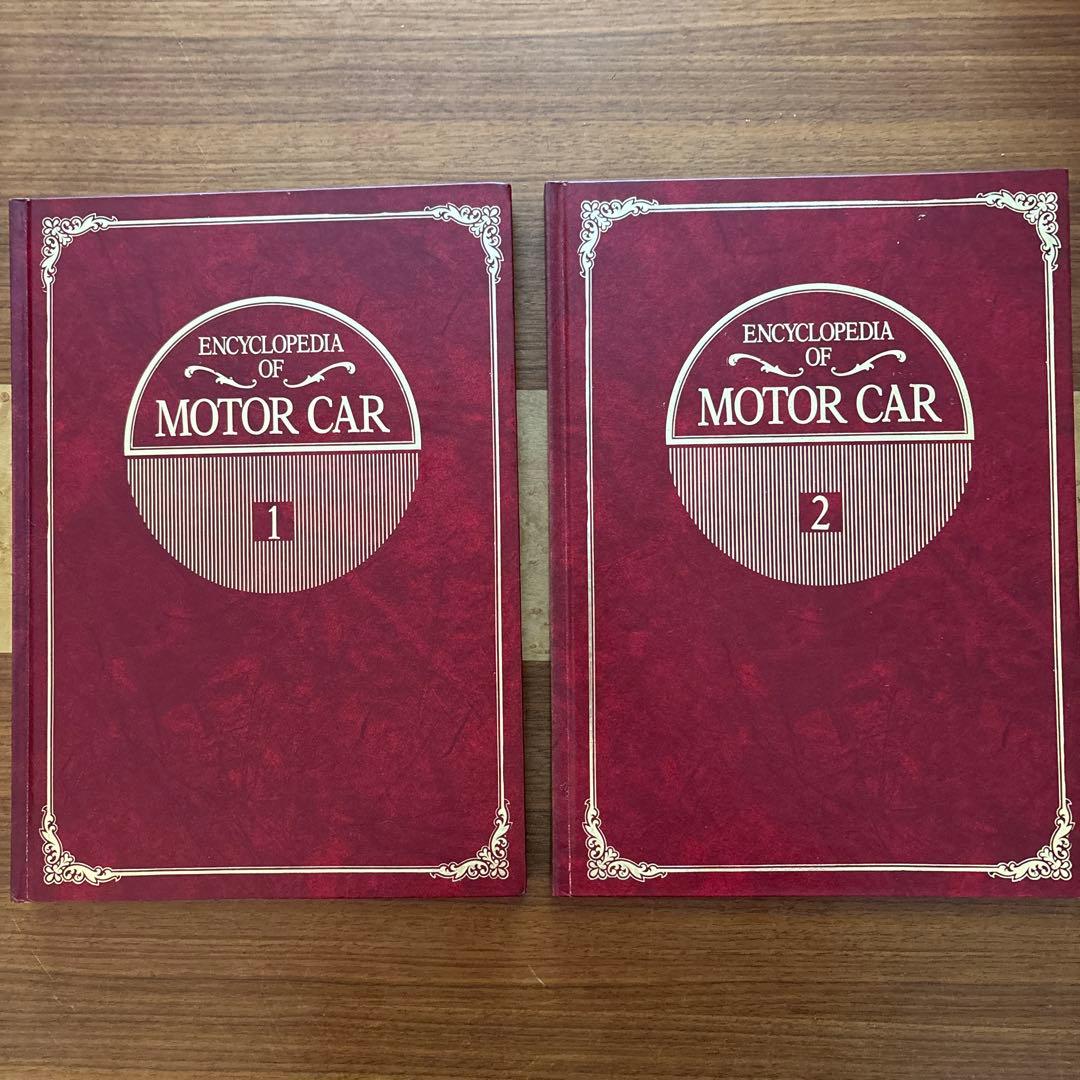 ENCYCLOPEDIA
OF
MOTOR CAR
1
ENCYCLOPEDIA
OF
MOTOR CAR
2